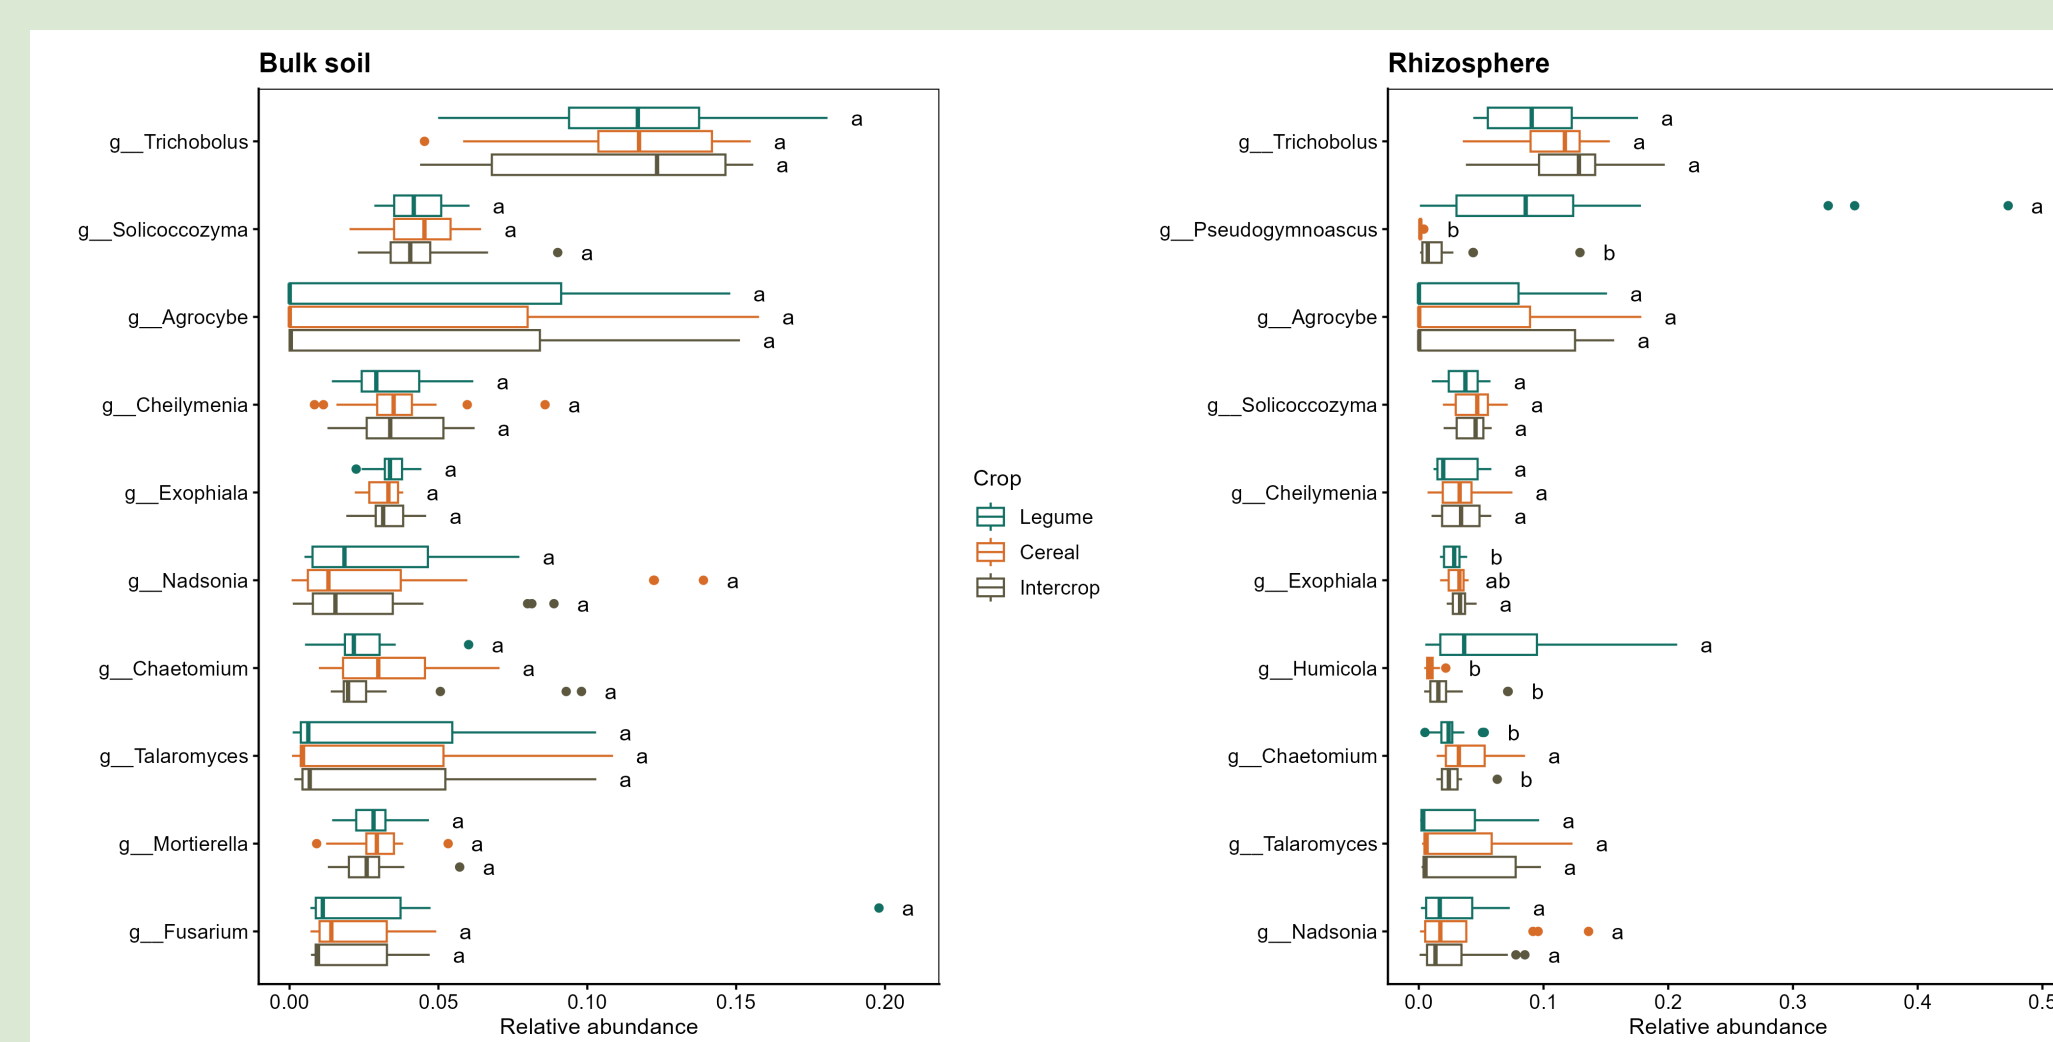 Bulk soil
g__Trichobolus
a
a
a
g__Solicoccozyma
a
a
a
g__Agrocybe
a
a
a
g__Cheilymenia
a
a
a
g__Exophiala
a
a
a
g__Nadsonia
a
a
a
g__Chaetomium
a
a
a
g__Talaromyces
a
a
a
g__Mortierella
a
a
a
g__Fusarium
a
a
a
0.00 0.05 0.10 0.15 0.20
Relative abundance
Crop
Legume
Cereal
Intercrop
Rhizosphere
g__Trichobolus
a
a
a
g__Pseudogymnoascus
a
b
b
g__Agrocybe
a
a
a
g__Solicoccozyma
a
a
a
g__Cheilymenia
a
a
a
g__Exophiala
b
ab
a
g__Humicola
a
b
b
g__Chaetomium
b
a
b
g__Talaromyces
a
a
a
g__Nadsonia
a
a
a
0.0 0.1 0.2 0.3 0.4 0.5
Relative abundance